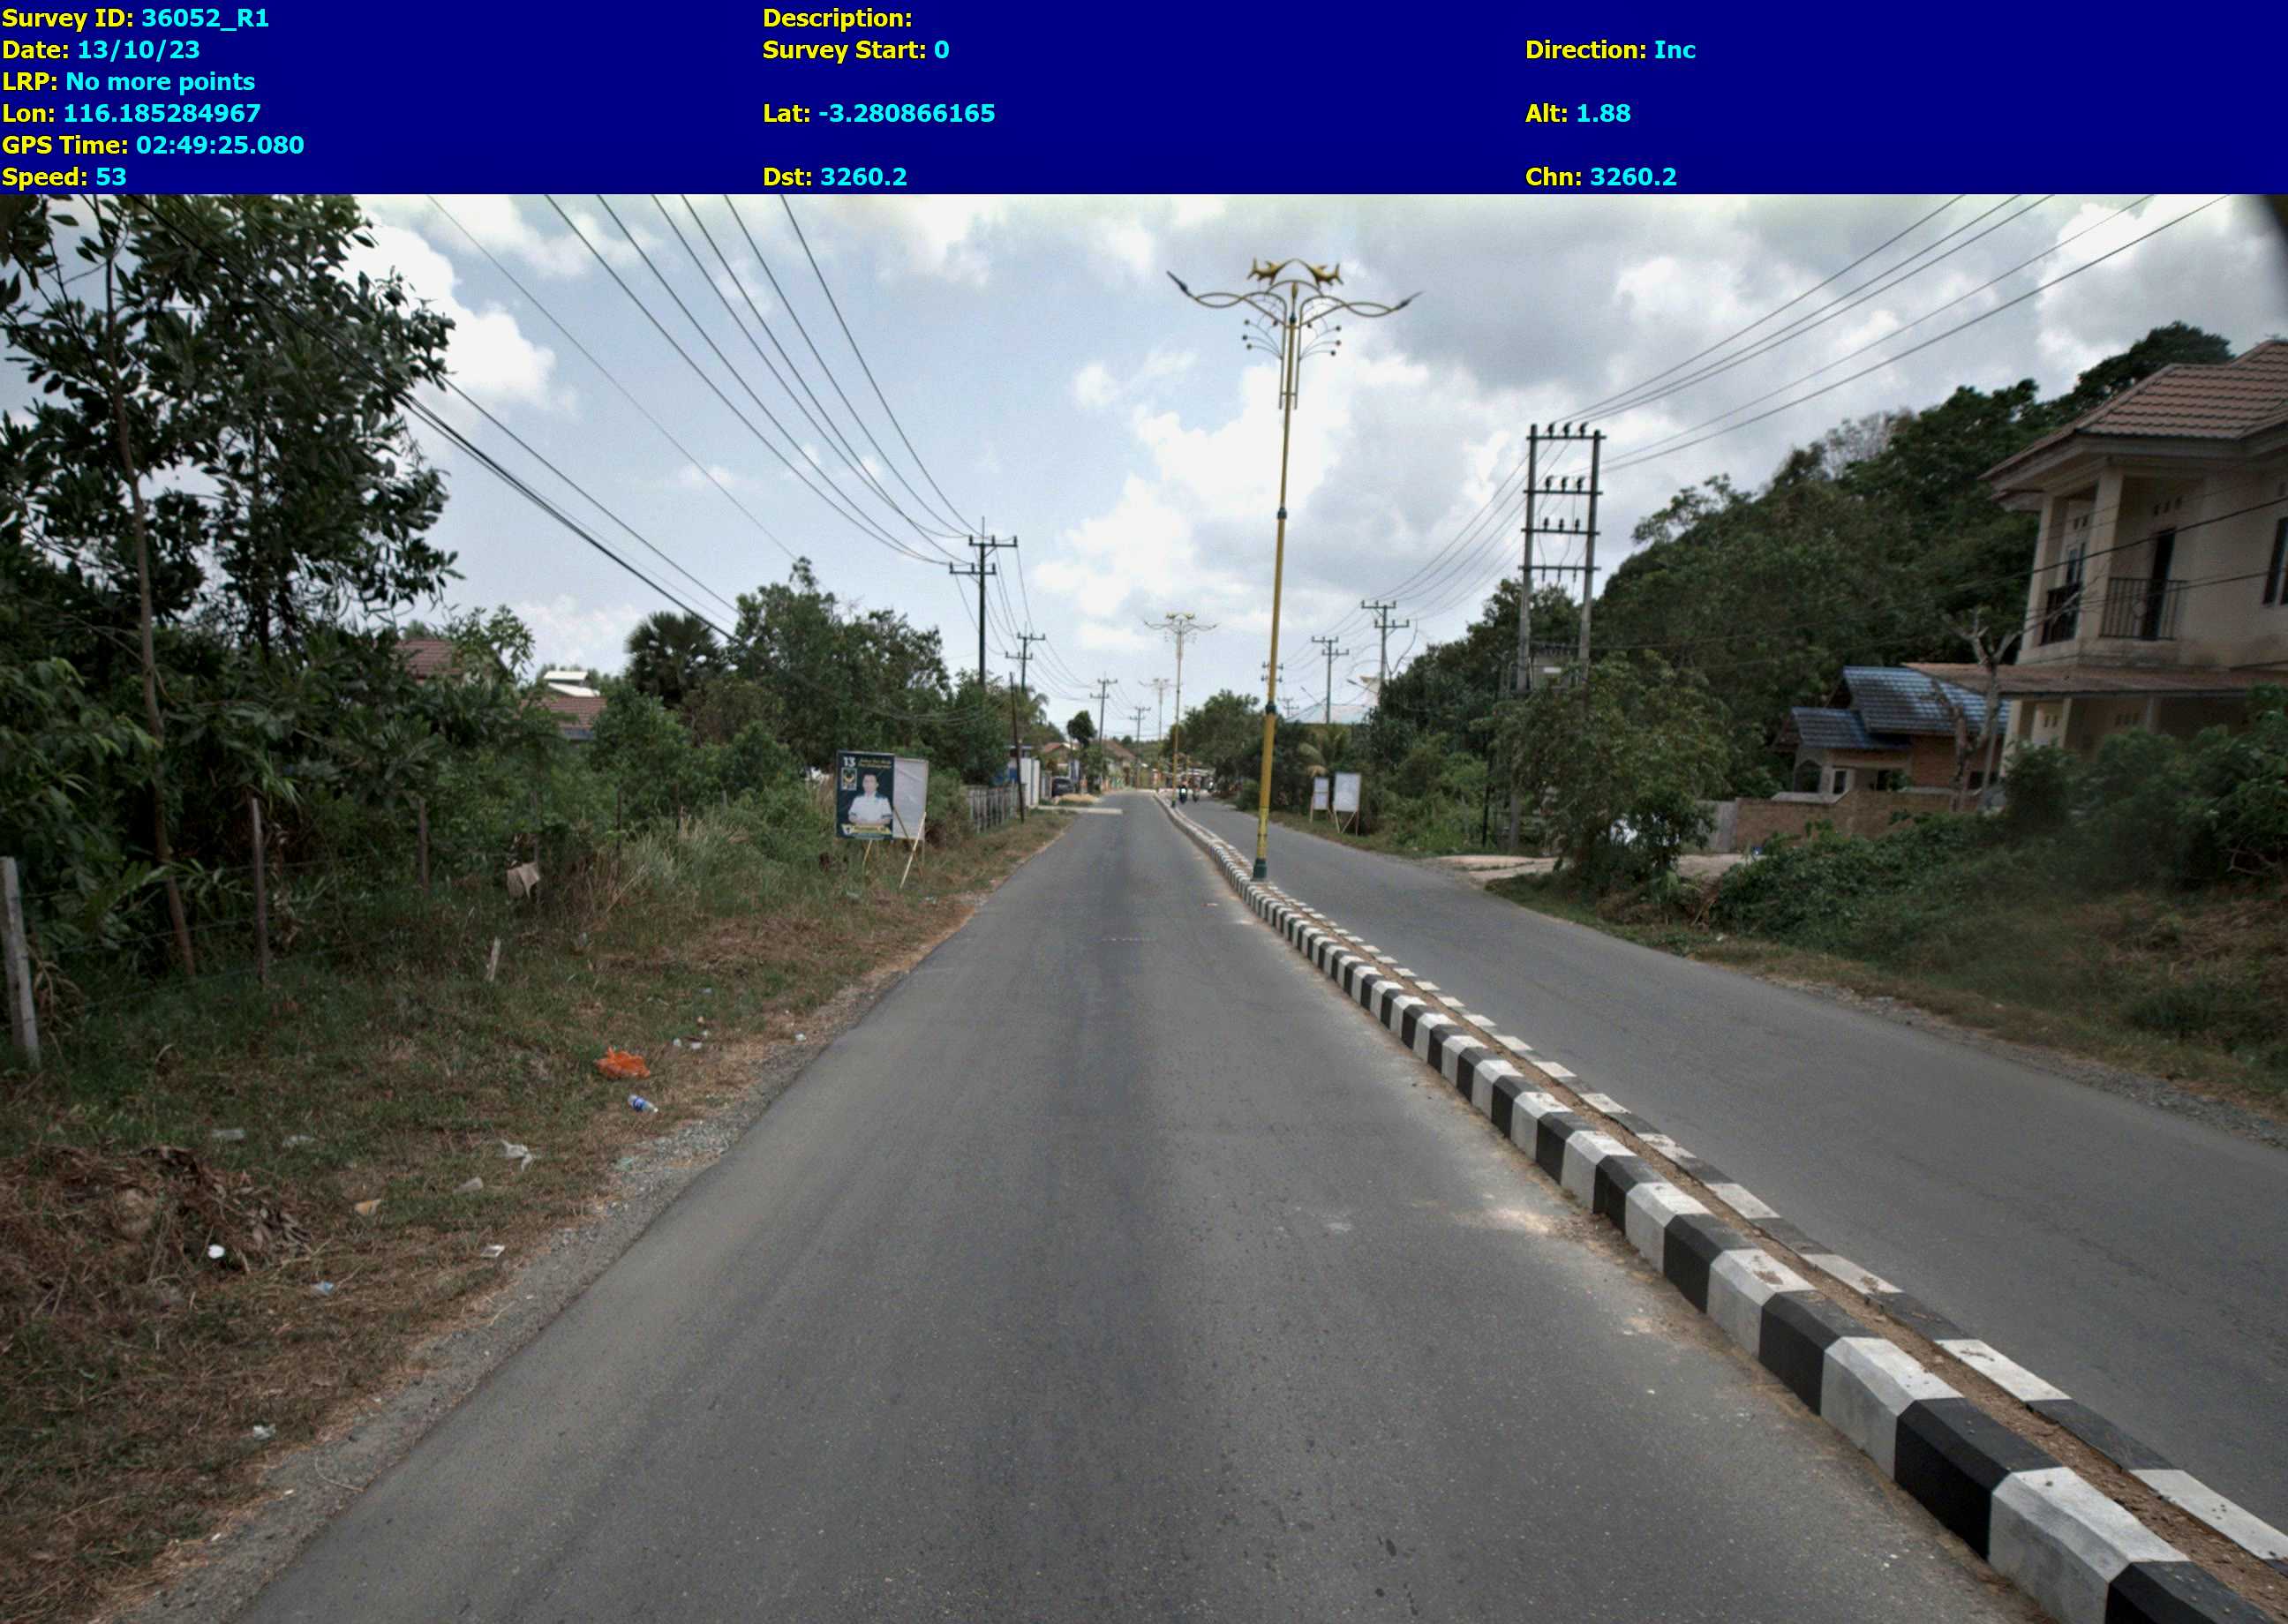 Survey ID: 36052_R1
Description:
Date: 13/10/23
Survey Start: 0
Direction: Inc
LRP: No more points
Lon: 116.185284967
Lat: -3.280866165
Alt: 1.88
GPS Time: 02:49:25.080
Speed: 53
Dst: 3260.2
Chn: 3260.2
13